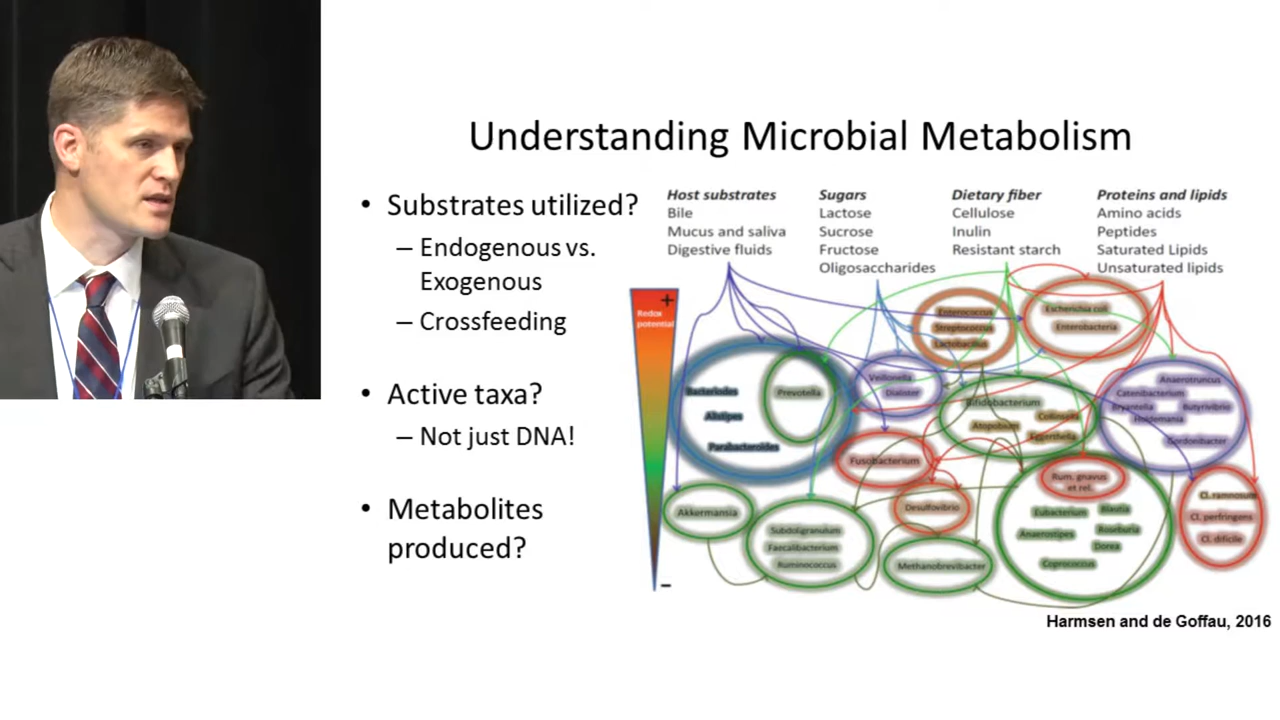 Understanding Microbial Metabolism
• Substrates utilized?
– Endogenous vs.
Exogenous
– Crossfeeding
• Active taxa?
– Not just DNA!
• Metabolites
produced?
Host substrates
Bile
Mucus and saliva
Digestive fluids
Sugars
Lactose
Sucrose
Fructose
Oligosaccharides
Dietary fiber
Cellulose
Inulin
Resistant starch
Proteins and lipids
Amino acids
Peptides
Saturated Lipids
Unsaturated lipids
+
Redox
potential
−
Enterococcus
Streptococcus
Lactobacillus
Escherichia coli
Enterobacteria
Bacteriodes
Alistipes
Parabacteroides
Prevotella
Veillonella
Dialister
Bifidobacterium
Collinsella
Atopobium
Eggerthella
Anaerotruncus
Catenibacterium
Bryantella
Butyrivibrio
Holdemania
Gordonibacter
Fusobacterium
Rum. gnavus
et rel.
Akkermansia
Desulfovibrio
Subdoligranulum
Faecalibacterium
Ruminococcus
Methanobrevibacter
Eubacterium
Blautia
Anaerostipes
Roseburia
Dorea
Coprococcus
Cl. ramnosum
Cl. perfringens
Cl. dificile
Harmsen and de Goffau, 2016